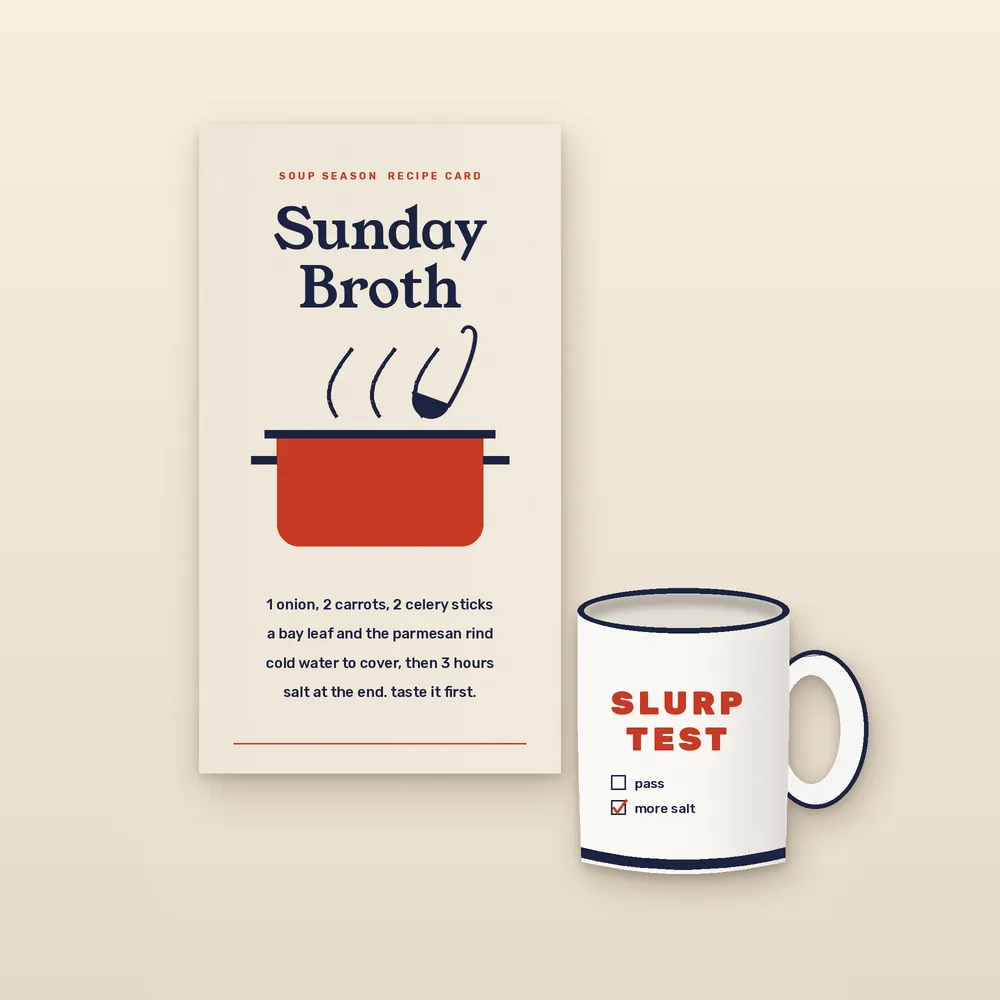 SOUP SEASON RECIPE CARD
Sunday
Broth
1 onion, 2 carrots, 2 celery sticks
a bay leaf and the parmesan rind
cold water to cover, then 3 hours
salt at the end. taste it first.
SLURP
TEST
pass
more salt